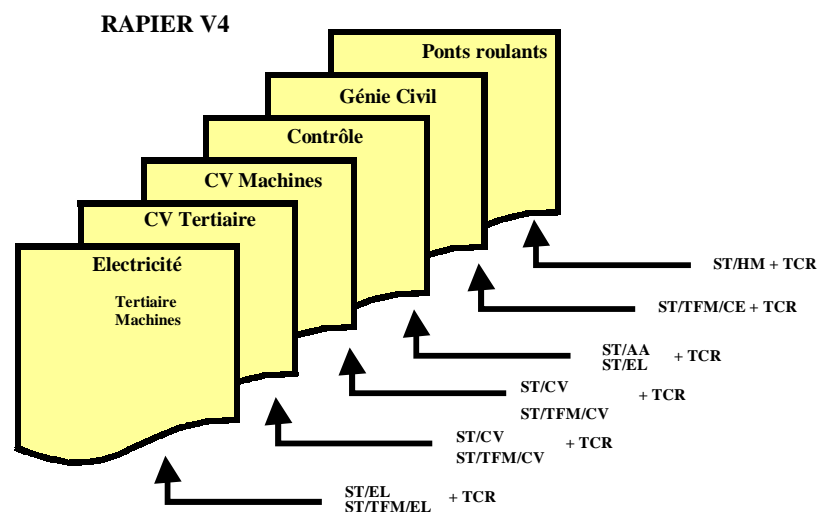 RAPIER V4
Ponts roulants
Génie Civil
Contrôle
CV Machines
CV Tertiaire
Electricité
Tertiaire
Machines
ST/HM + TCR
ST/TFM/CE + TCR
ST/AA + TCR
ST/EL
ST/CV + TCR
ST/TFM/CV
ST/CV + TCR
ST/TFM/CV
ST/EL + TCR
ST/TFM/EL